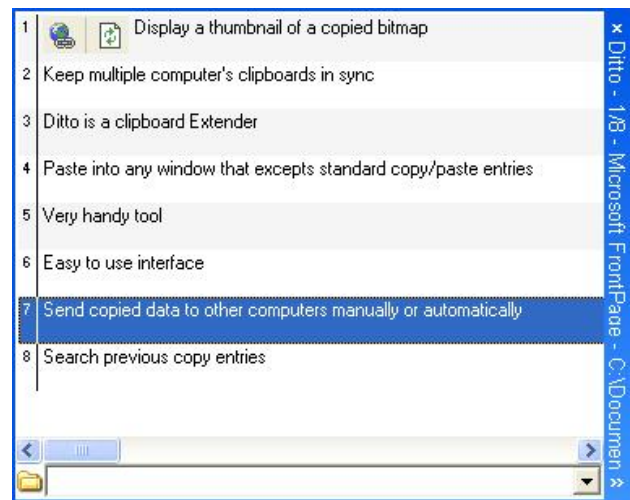 1 Display a thumbnail of a copied bitmap
2 Keep multiple computer's clipboards in sync
3 Ditto is a clipboard Extender
4 Paste into any window that excepts standard copy/paste entries
5 Very handy tool
6 Easy to use interface
7 Send copied data to other computers manually or automatically
8 Search previous copy entries
Ditto - 1/8 - Microsoft FrontPage - C:\Documen